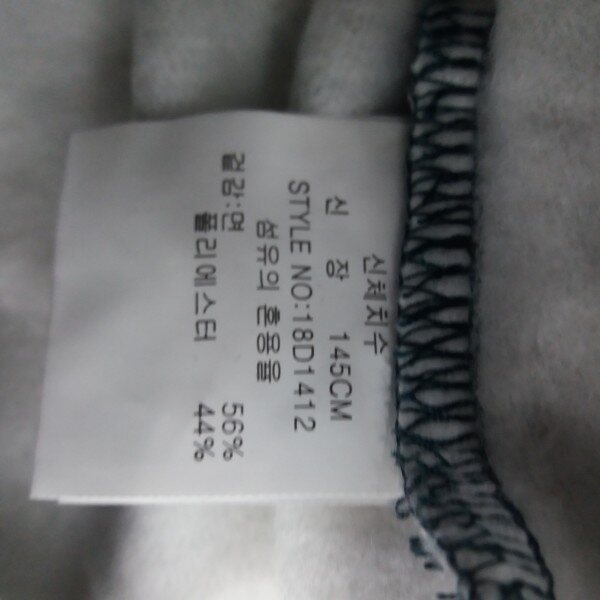 신체치수
신 장 145CM
STYLE NO:18D1412
섬유의 혼용율
겉감:면 56%
폴리에스터 44%